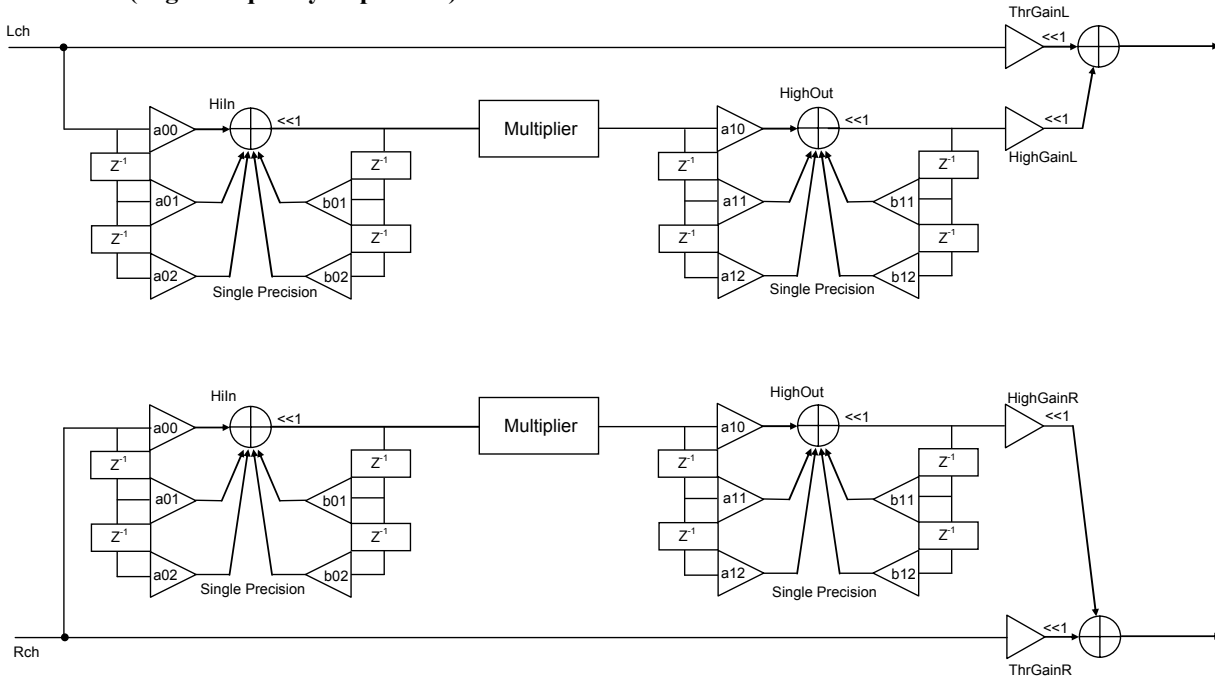 Lch
ThrGainL
<<1
HiIn
<<1
HighOut
<<1
<<1
HighGainL
a00
Multiplier
a10
Z-1
Z-1
Z-1
Z-1
a01
b01
a11
b11
Z-1
Z-1
Z-1
Z-1
a02
b02
a12
b12
Single Precision
Single Precision
HiIn
<<1
HighOut
<<1
HighGainR
<<1
a00
Multiplier
a10
Z-1
Z-1
Z-1
Z-1
a01
b01
a11
b11
Z-1
Z-1
Z-1
Z-1
a02
b02
a12
b12
Single Precision
Single Precision
Rch
<<1
ThrGainR